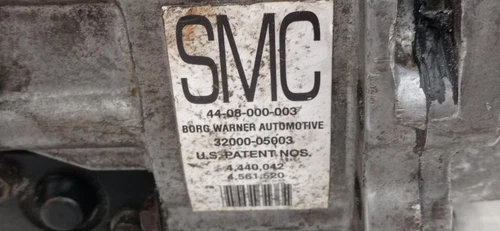 SMC
44-08-000-003
BORG WARNER AUTOMOTIVE
32000-05003
U.S. PATENT NOS.
4,440,042
4,561,520